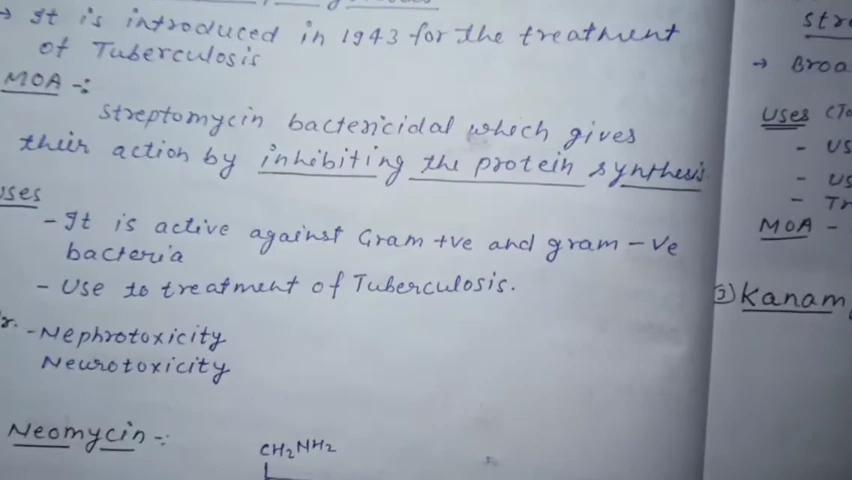 → It is introduced in 1943 for the treatment
of Tuberculosis
MOA -:
Streptomycin bactericidal which gives
their action by inhibiting the protein synthesis
uses
- It is active against Gram +ve and gram -ve
bacteria
- Use to treatment of Tuberculosis.
- Nephrotoxicity
Neurotoxicity
Neomycin -:
CH2NH2
Stre
→ Broa
Uses (To
- us
- us
- Tr
MOA -
③ Kanam